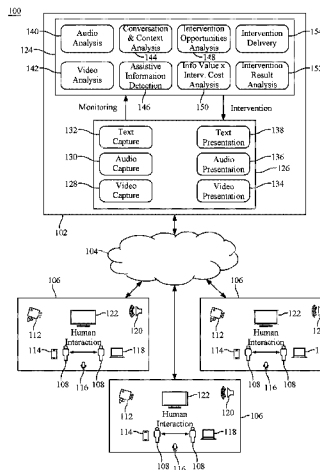 100
140
124
142
Audio Analysis
Conversation & Context Analysis
144
Intervention Opportunities Analysis
148
Intervention Delivery
154
Video Analysis
Assistive Information Detection
146
Info Value x Interv. Cost Analysis
150
Intervention Result Analysis
152
Monitoring
Intervention
132
Text Capture
Text Presentation
138
130
Audio Capture
Audio Presentation
136
126
128
Video Capture
Video Presentation
134
102
104
106
106
112
122
120
Human Interaction
114
118
108
116
108
112
122
120
Human Interaction
114
108
116
108
112
122
120
106
Human Interaction
114
118
108
116
108